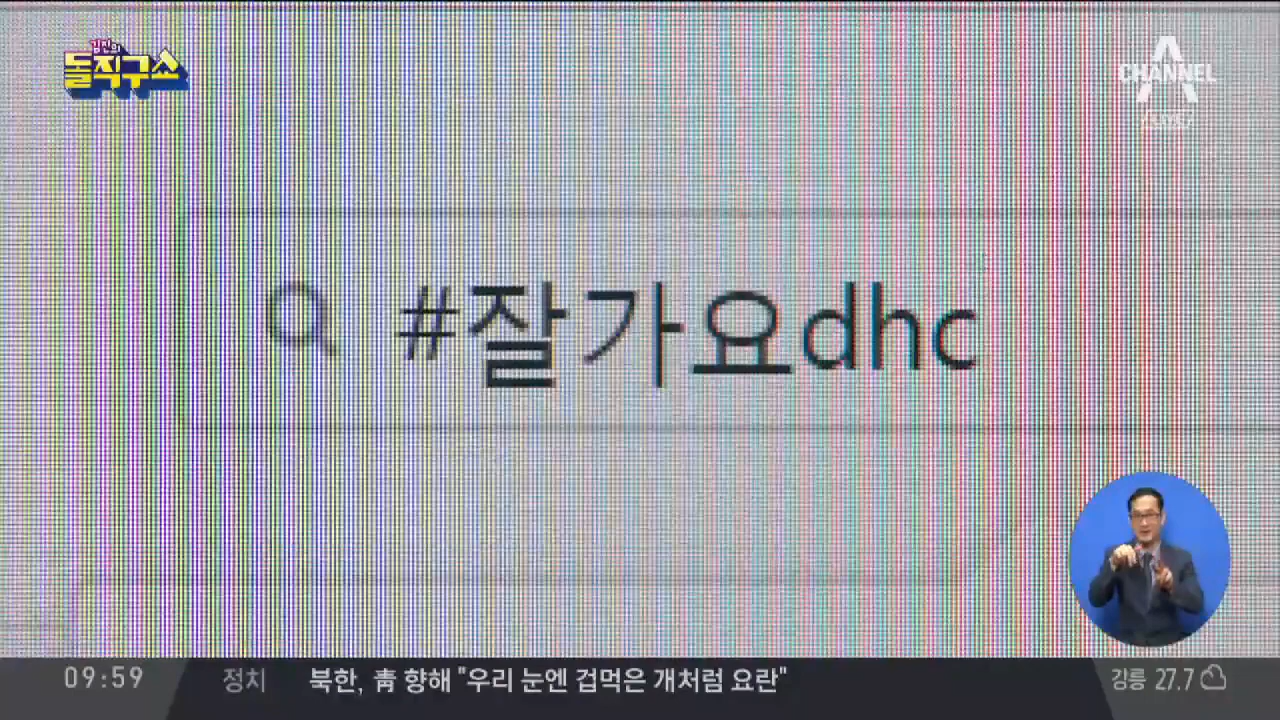 김진의
돌직구쇼
CHANNEL A
LIVE
#잘가요dhc
09:59
정치
북한, 靑 향해 "우리 눈엔 겁먹은 개처럼 요란"
강릉 27.7